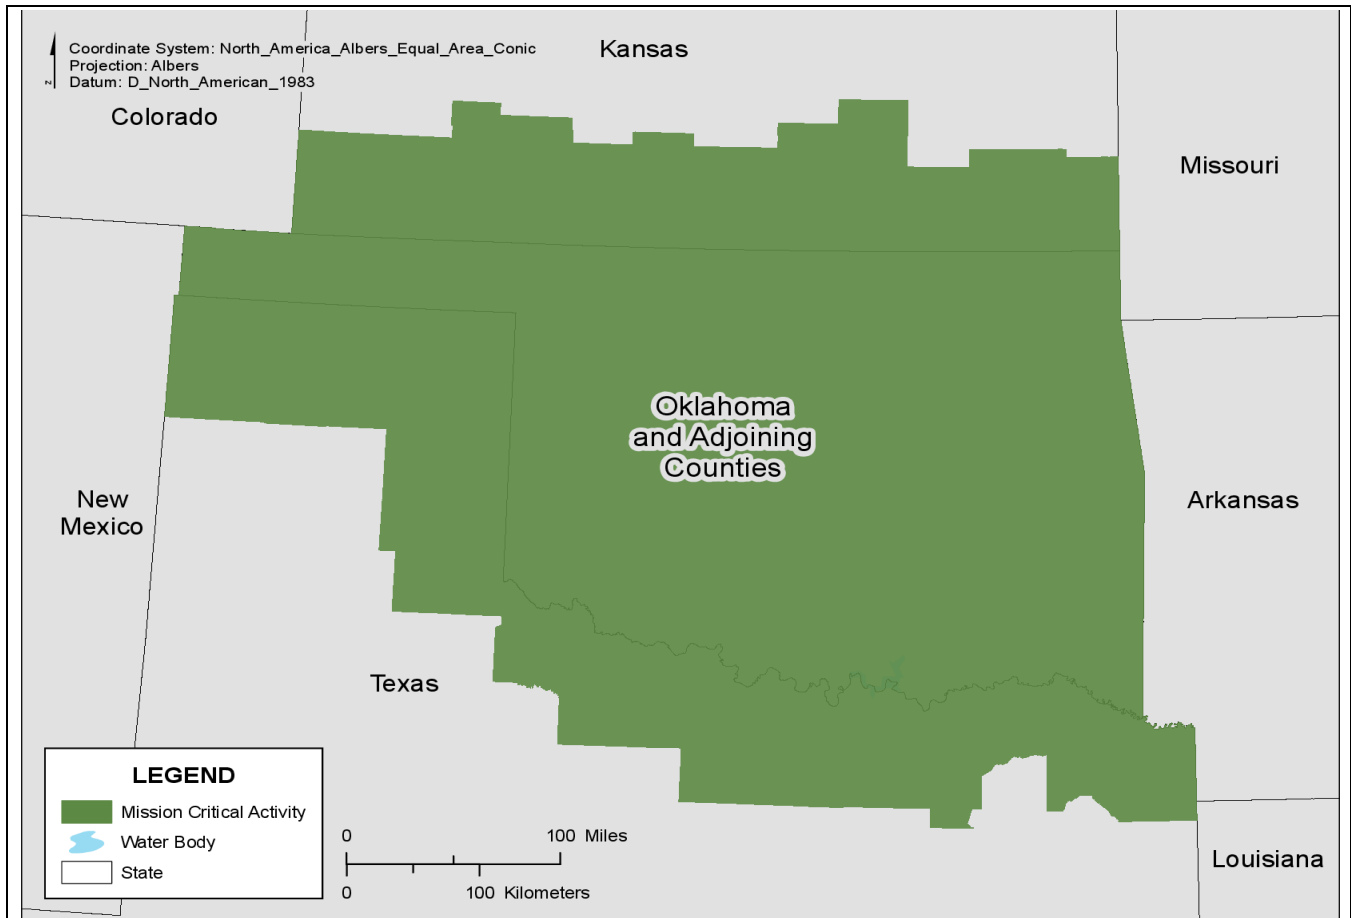 Coordinate System: North_America_Albers_Equal_Area_Conic
Projection: Albers
Datum: D_North_American_1983
z
Kansas
Colorado
Missouri
Oklahoma
and Adjoining
Counties
New
Mexico
Arkansas
Texas
LEGEND
Mission Critical Activity
Water Body
State
0 100 Miles
0 100 Kilometers
Louisiana